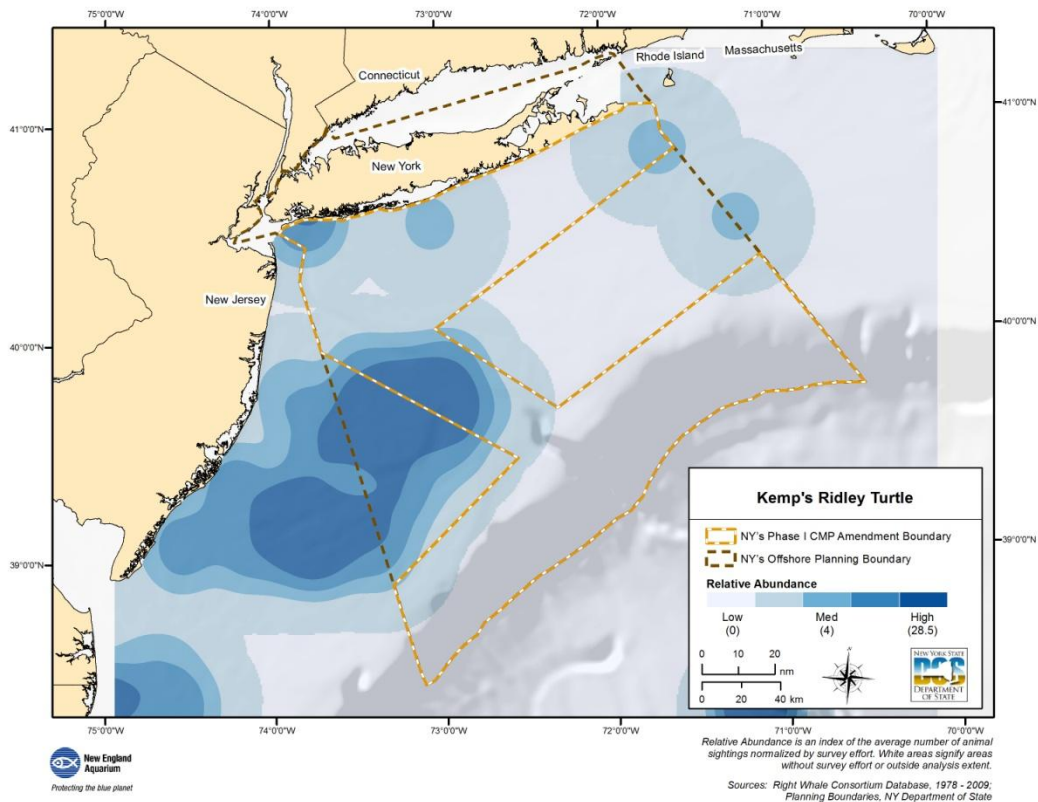 75°0'0"W 74°0'0"W 73°0'0"W 72°0'0"W 71°0'0"W 70°0'0"W
Rhode Island
Massachusetts
Connecticut
41°0'0"N
41°0'0"N
New York
New Jersey
40°0'0"N
40°0'0"N
39°0'0"N
39°0'0"N
Kemp's Ridley Turtle
NY's Phase I CMP Amendment Boundary
NY's Offshore Planning Boundary
Relative Abundance
Low Med High
(0) (4) (28.5)
0 10 20
nm
0 20 40
km
N
NEW YORK STATE
DOS
DEPARTMENT
OF STATE
75°0'0"W 74°0'0"W 73°0'0"W 72°0'0"W 71°0'0"W 70°0'0"W
New England
Aquarium
Protecting the blue planet
Relative Abundance is an index of the average number of animal
sightings normalized by survey effort. White areas signify areas
without survey effort or outside analysis extent.
Sources: Right Whale Consortium Database, 1978 - 2009;
Planning Boundaries, NY Department of State